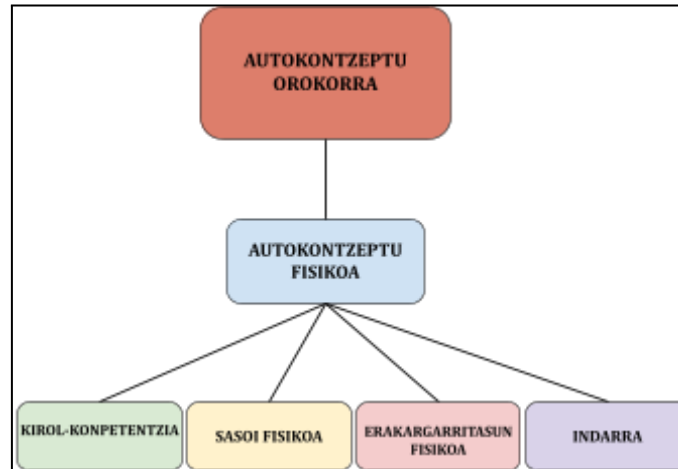 AUTOKONTZEPTU
OROKORRA
AUTOKONTZEPTU
FISIKOA
KIROL-KONPETENTZIA
SASOI FISIKOA
ERAKARGARRITASUN
FISIKOA
INDARRA